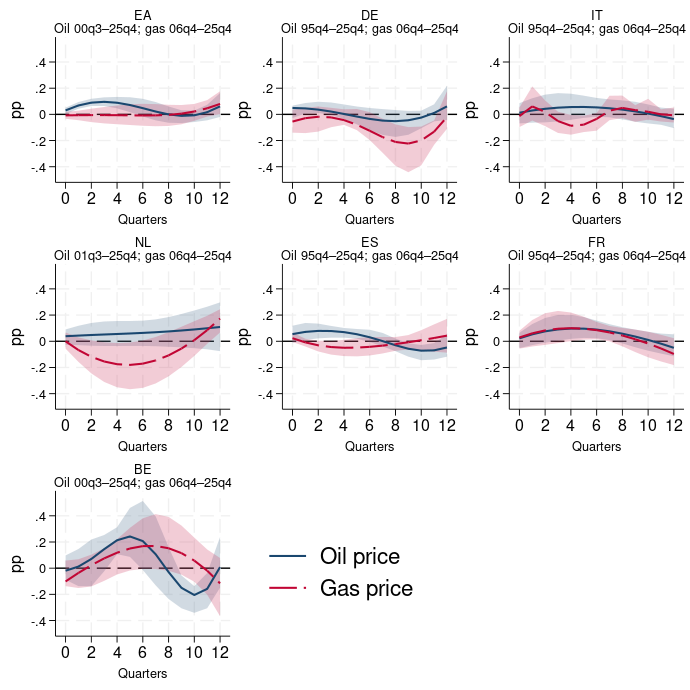 EA
Oil 00q3–25q4; gas 06q4–25q4
pp
.4
.2
0
-.2
-.4
0 2 4 6 8 10 12
Quarters
DE
Oil 95q4–25q4; gas 06q4–25q4
pp
.4
.2
0
-.2
-.4
0 2 4 6 8 10 12
Quarters
IT
Oil 95q4–25q4; gas 06q4–25q4
pp
.4
.2
0
-.2
-.4
0 2 4 6 8 10 12
Quarters
NL
Oil 01q3–25q4; gas 06q4–25q4
pp
.4
.2
0
-.2
-.4
0 2 4 6 8 10 12
Quarters
ES
Oil 95q4–25q4; gas 06q4–25q4
pp
.4
.2
0
-.2
-.4
0 2 4 6 8 10 12
Quarters
FR
Oil 95q4–25q4; gas 06q4–25q4
pp
.4
.2
0
-.2
-.4
0 2 4 6 8 10 12
Quarters
BE
Oil 00q3–25q4; gas 06q4–25q4
pp
.4
.2
0
-.2
-.4
0 2 4 6 8 10 12
Quarters
Oil price
Gas price